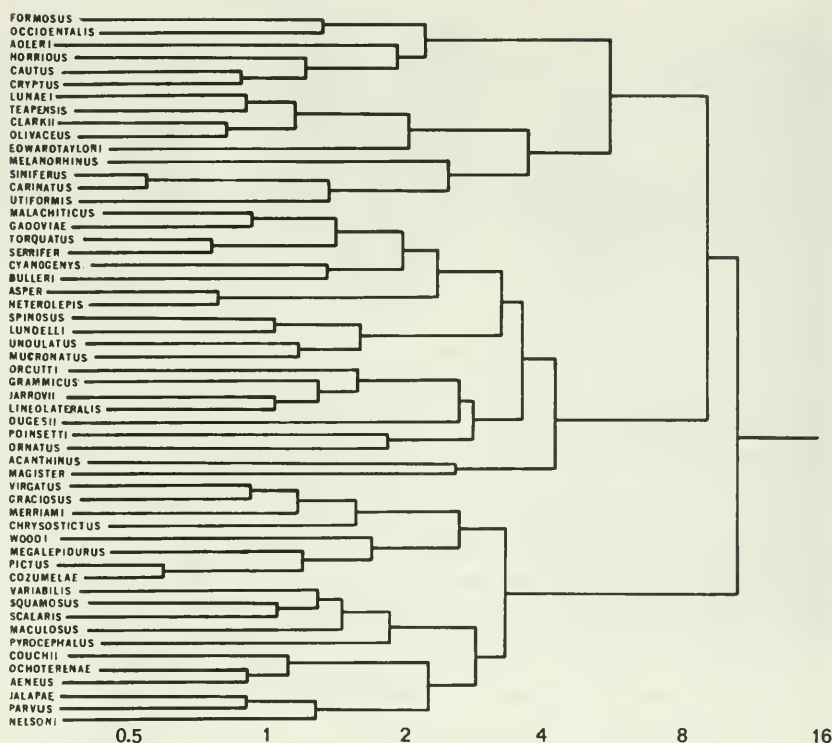 FORMOSUS
OCCIDENTALIS
ADLERI
HORRIDUS
CAUTUS
CRYPTUS
LUNAEI
TEAPENSIS
CLARKII
OLIVACEUS
EDWARDTAYLORI
MELANORHINUS
SINIFERUS
CARINATUS
UTIFORMIS
MALACHITICUS
GADOVIAE
TORQUATUS
SERRIFER
CYANOGENYS.
BULLERI
ASPER
HETEROLEPIS
SPINOSUS
LUNDELLI
UNDULATUS
MUCRONATUS
ORCUTTI
GRAMMICUS
JARROVII
LINEOLATERALIS
DUGESII
POINSETTI
ORNATUS
ACANTHINUS
MAGISTER
VIRGATUS
GRACIOSUS
MERRIAMI
CHRYSOSTICTUS
WOODI
MEGALEPIDURUS
PICTUS
COZUMELAE
VARIABILIS
SQUAMOSUS
SCALARIS
MACULOSUS
PYROCEPHALUS
COUCHII
OCHOTERENAE
AENEUS
JALAPAE
PARVUS
NELSONI
0.5 1 2 4 8 16